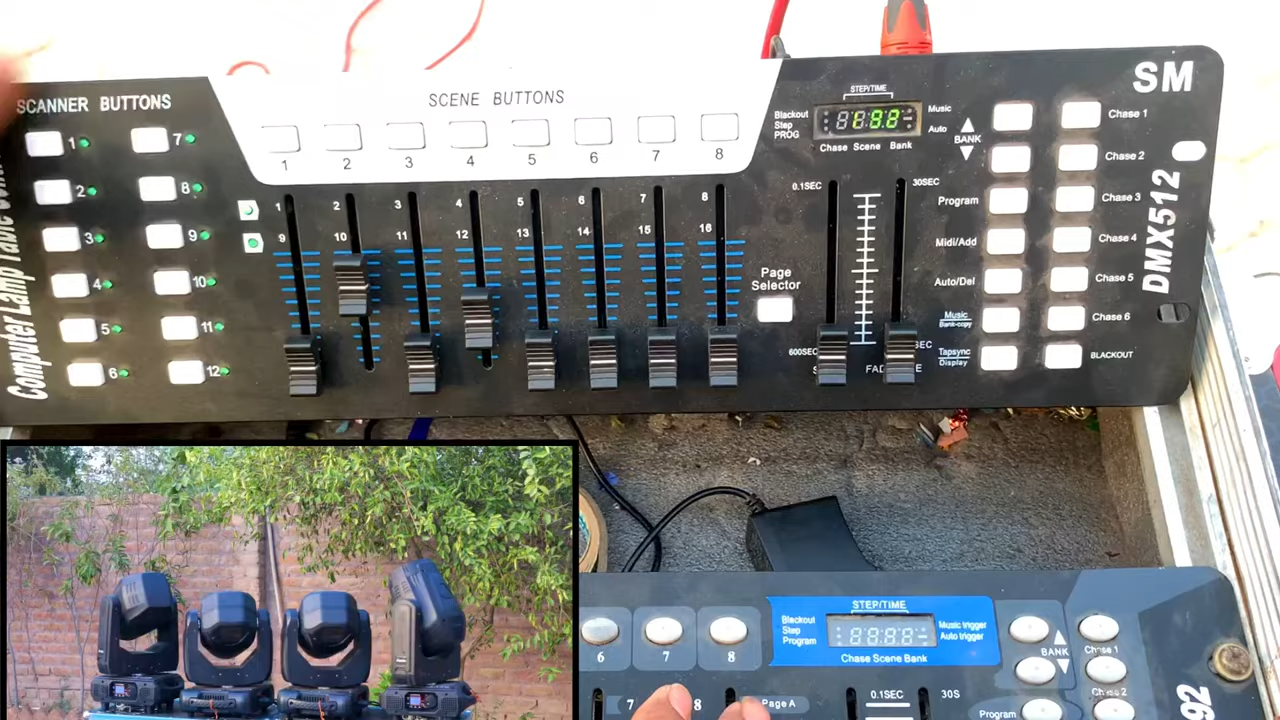 SCANNER BUTTONS
1
2
3
4
5
6
7
8
9
10
11
12
SCENE BUTTONS
1 2 3 4 5 6 7 8
1 2 3 4 5 6 7 8
9 10 11 12 13 14 15 16
Page
Selector
STEP/TIME
Blackout
Step
PROG
Music
Auto
Chase Scene Bank
BANK
0.1SEC
30SEC
600SEC
Program
Midi/Add
Auto/Del
Music
Bank-copy
Tapsync
Display
Chase 1
Chase 2
Chase 3
Chase 4
Chase 5
Chase 6
BLACKOUT
SM
DMX512
6 7 8
STEP/TIME
Blackout
Step
Program
Music trigger
Auto trigger
Chase Scene Bank
BANK
Chase 1
Chase 2
7 8
Page A
0.1SEC
30S
Program
92